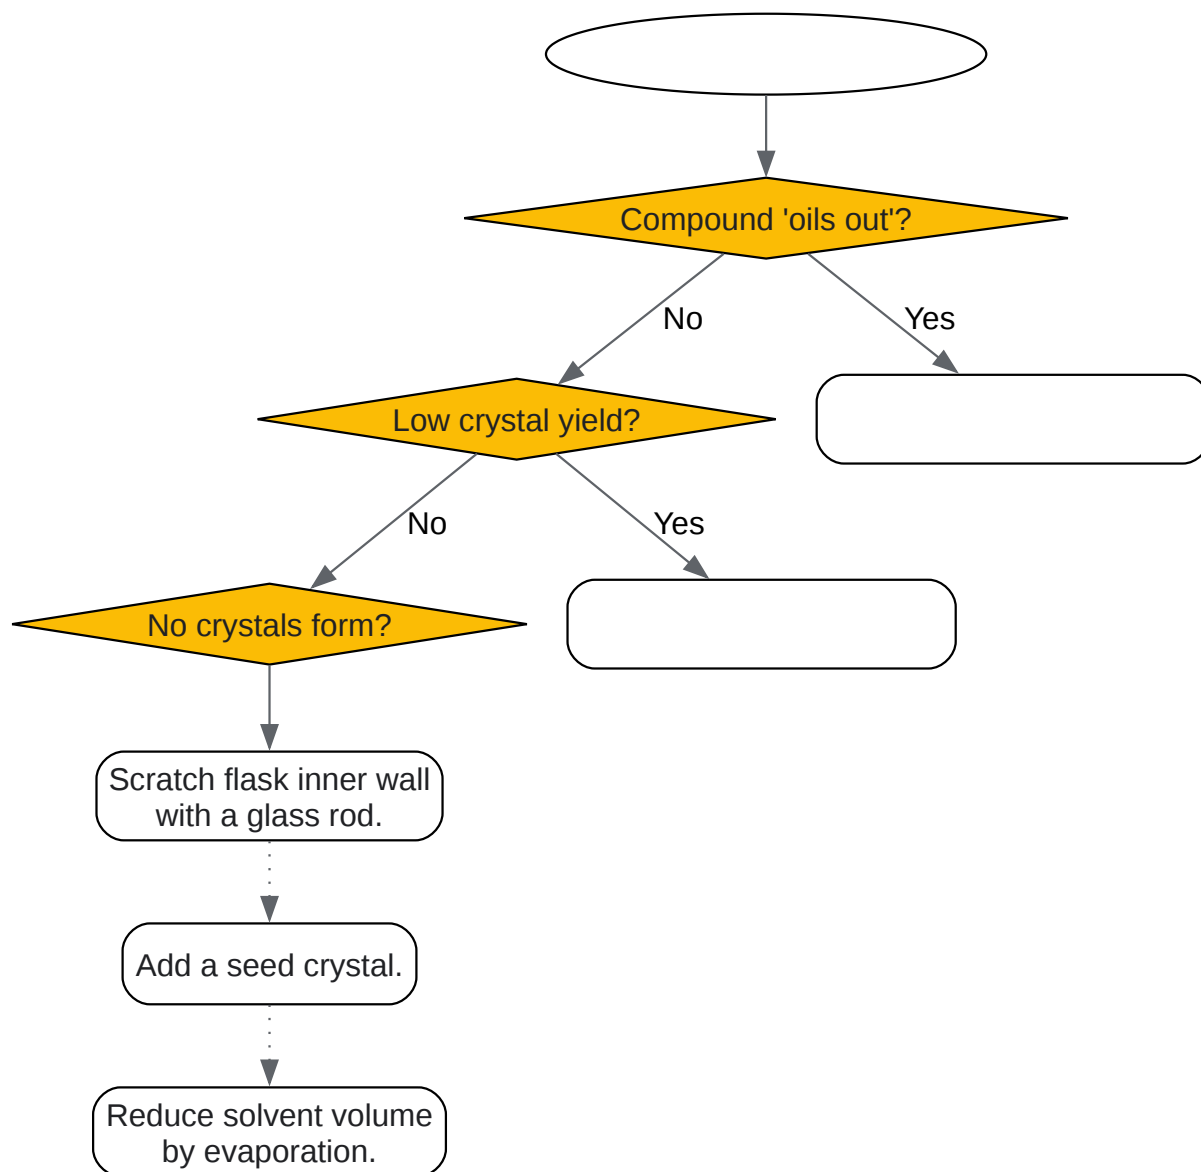 Compound 'oils out'?
No
Yes
Low crystal yield?
No
Yes
No crystals form?
Scratch flask inner wall
with a glass rod.
Add a seed crystal.
Reduce solvent volume
by evaporation.